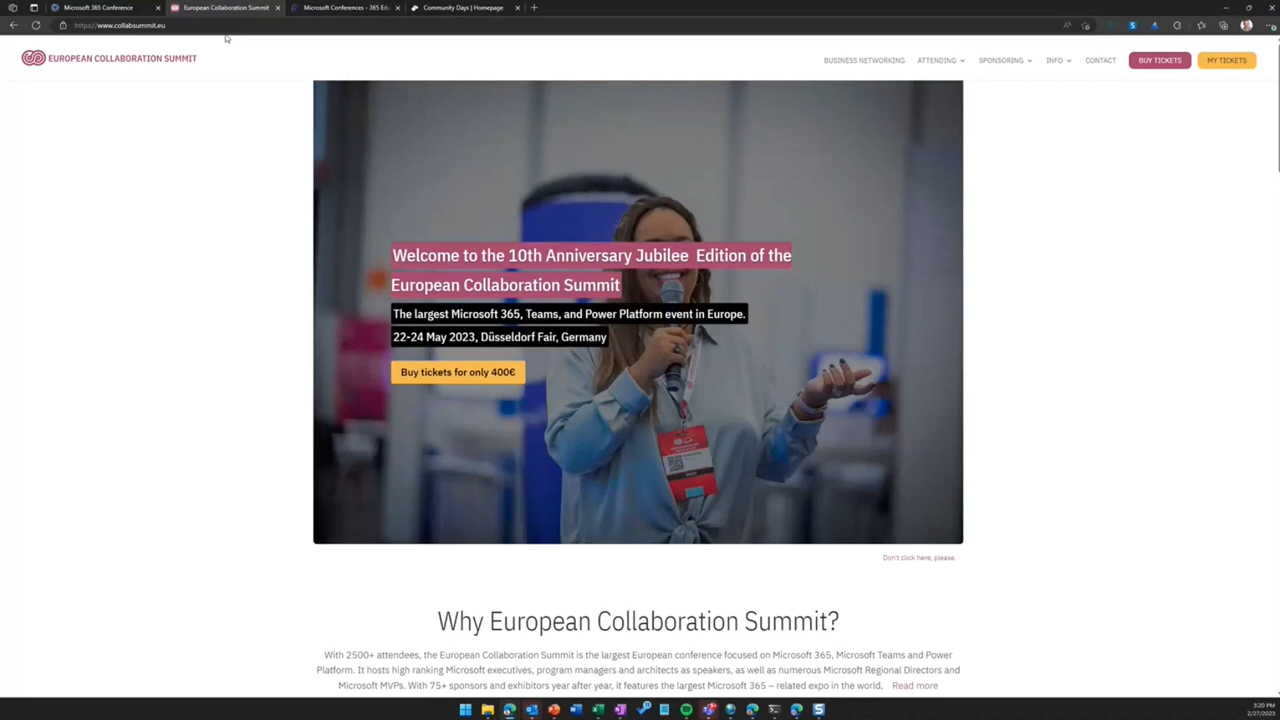 Microsoft 365 Conference
European Collaboration Summit
Microsoft Conferences - 365 Edu
Community Days | Homepage
https://www.collabsummit.eu
EUROPEAN COLLABORATION SUMMIT
BUSINESS NETWORKING
ATTENDING
SPONSORING
INFO
CONTACT
BUY TICKETS
MY TICKETS
Welcome to the 10th Anniversary Jubilee Edition of the
European Collaboration Summit
The largest Microsoft 365, Teams, and Power Platform event in Europe.
22-24 May 2023, Düsseldorf Fair, Germany
Buy tickets for only 400€
Don't click here, please
Why European Collaboration Summit?
With 2500+ attendees, the European Collaboration Summit is the largest European conference focused on Microsoft 365, Microsoft Teams and Power
Platform. It hosts high ranking Microsoft executives, program managers and architects as speakers, as well as numerous Microsoft Regional Directors and
Microsoft MVPs. With 75+ sponsors and exhibitors year after year, it features the largest Microsoft 365 – related expo in the world. Read more
3:20 PM
2/27/2023